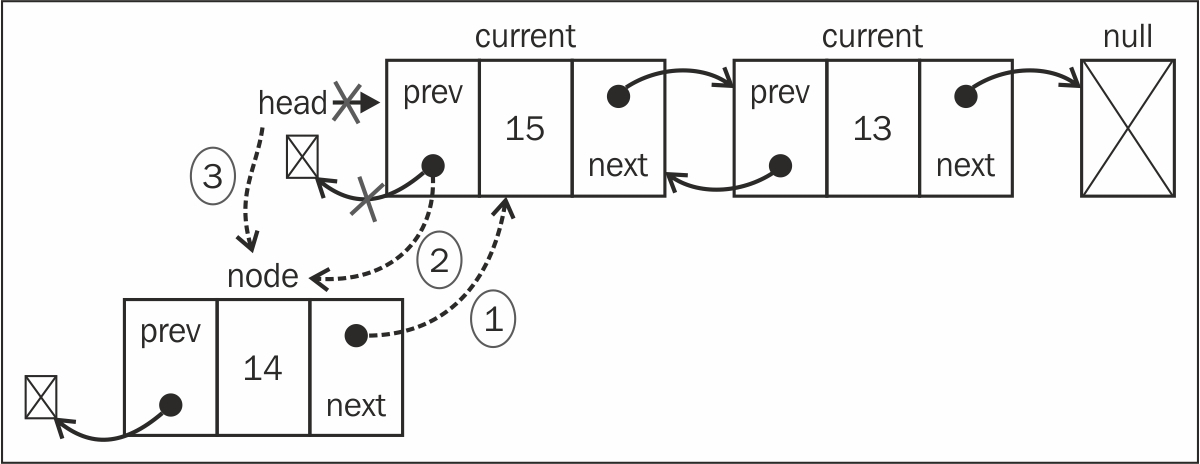 current current null
head prev prev
15 13
next next
3
2
node
1
prev
14
next